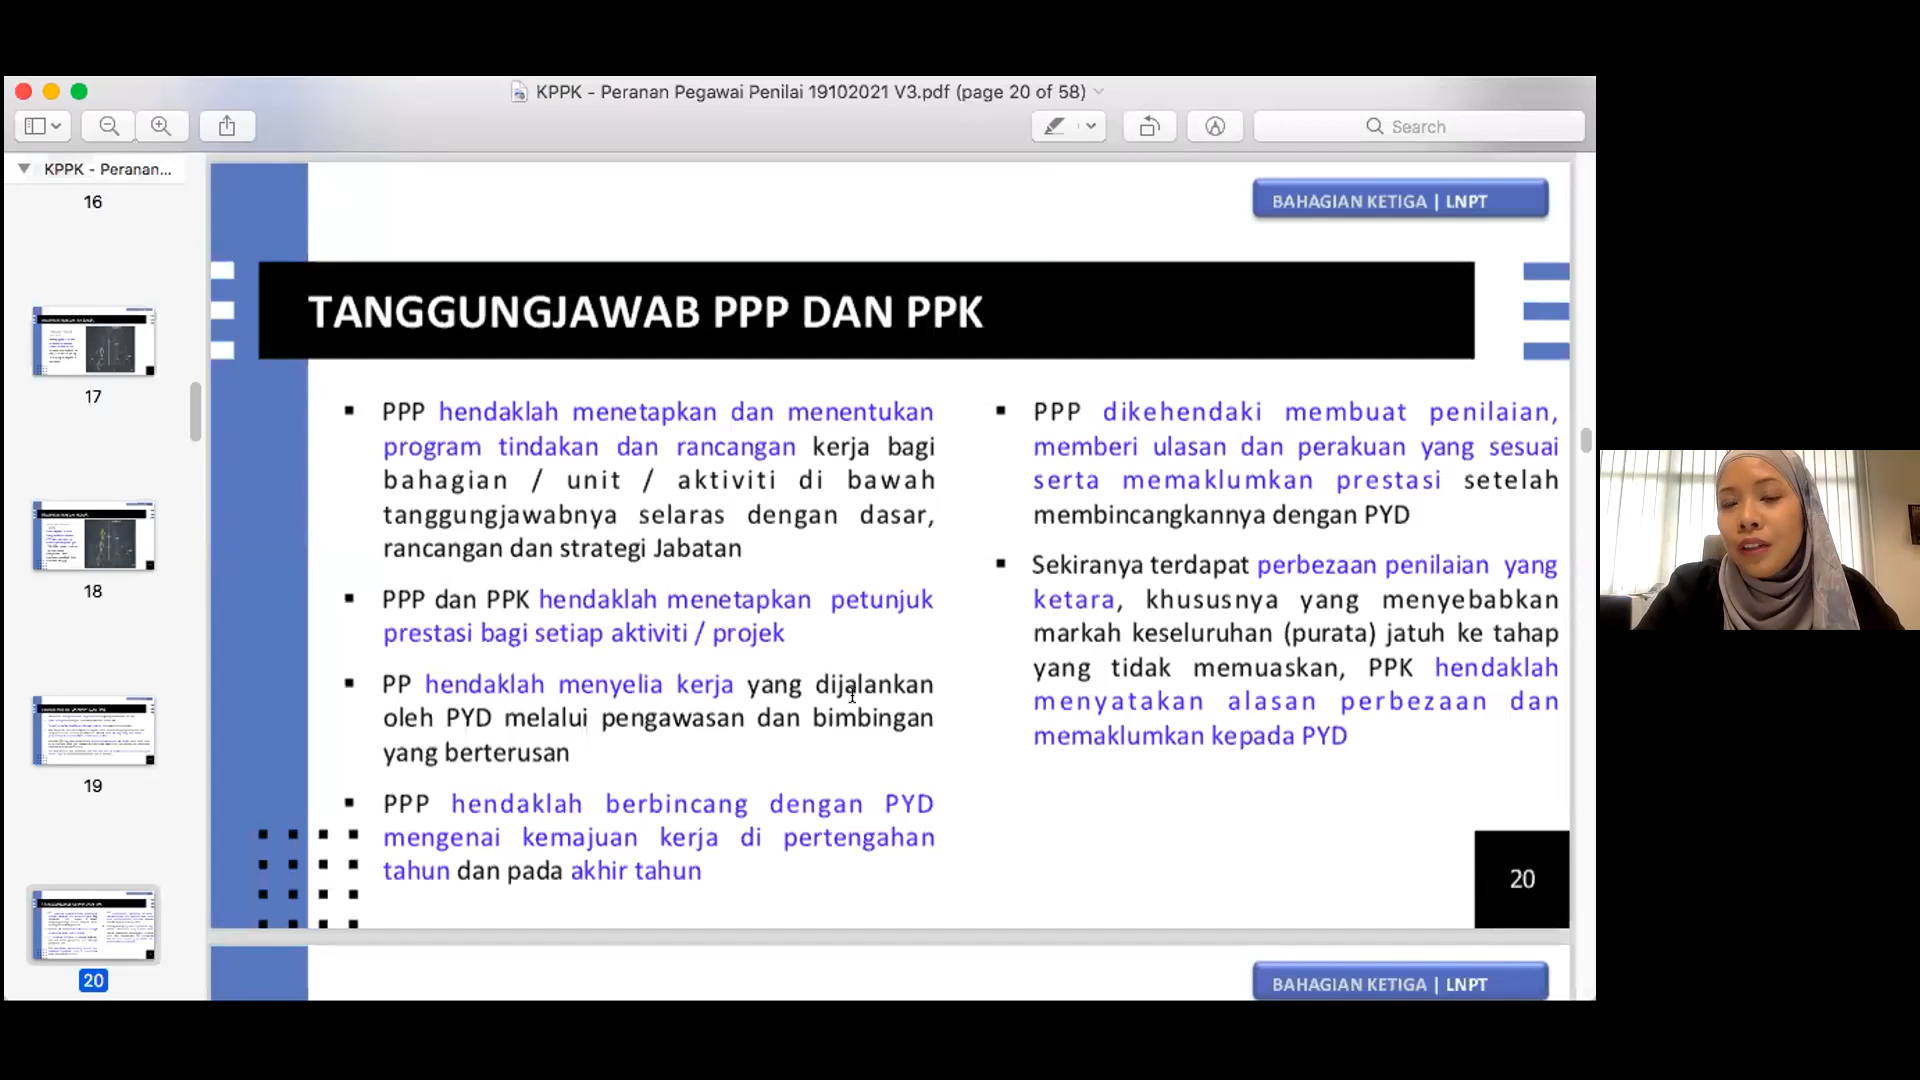 KPPK - Peranan Pegawai Penilai 19102021 V3.pdf (page 20 of 58)
Search
KPPK - Peranan...
16
17
18
19
20
BAHAGIAN KETIGA | LNPT
TANGGUNGJAWAB PPP DAN PPK
▪ PPP hendaklah menetapkan dan menentukan
program tindakan dan rancangan kerja bagi
bahagian / unit / aktiviti di bawah
tanggungjawabnya selaras dengan dasar,
rancangan dan strategi Jabatan
▪ PPP dan PPK hendaklah menetapkan petunjuk
prestasi bagi setiap aktiviti / projek
▪ PP hendaklah menyelia kerja yang dijalankan
oleh PYD melalui pengawasan dan bimbingan
yang berterusan
▪ PPP hendaklah berbincang dengan PYD
mengenai kemajuan kerja di pertengahan
tahun dan pada akhir tahun
▪ PPP dikehendaki membuat penilaian,
memberi ulasan dan perakuan yang sesuai
serta memaklumkan prestasi setelah
membincangkannya dengan PYD
▪ Sekiranya terdapat perbezaan penilaian yang
ketara, khususnya yang menyebabkan
markah keseluruhan (purata) jatuh ke tahap
yang tidak memuaskan, PPK hendaklah
menyatakan alasan perbezaan dan
memaklumkan kepada PYD
20
BAHAGIAN KETIGA | LNPT